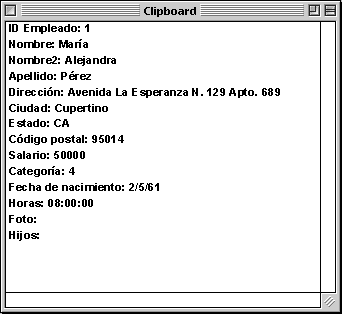 Clipboard
ID Empleado: 1
Nombre: María
Nombre2: Alejandra
Apellido: Pérez
Dirección: Avenida La Esperanza N. 129 Apto. 689
Ciudad: Cupertino
Estado: CA
Código postal: 95014
Salario: 50000
Categoría: 4
Fecha de nacimiento: 2/5/61
Horas: 08:00:00
Foto:
Hijos: